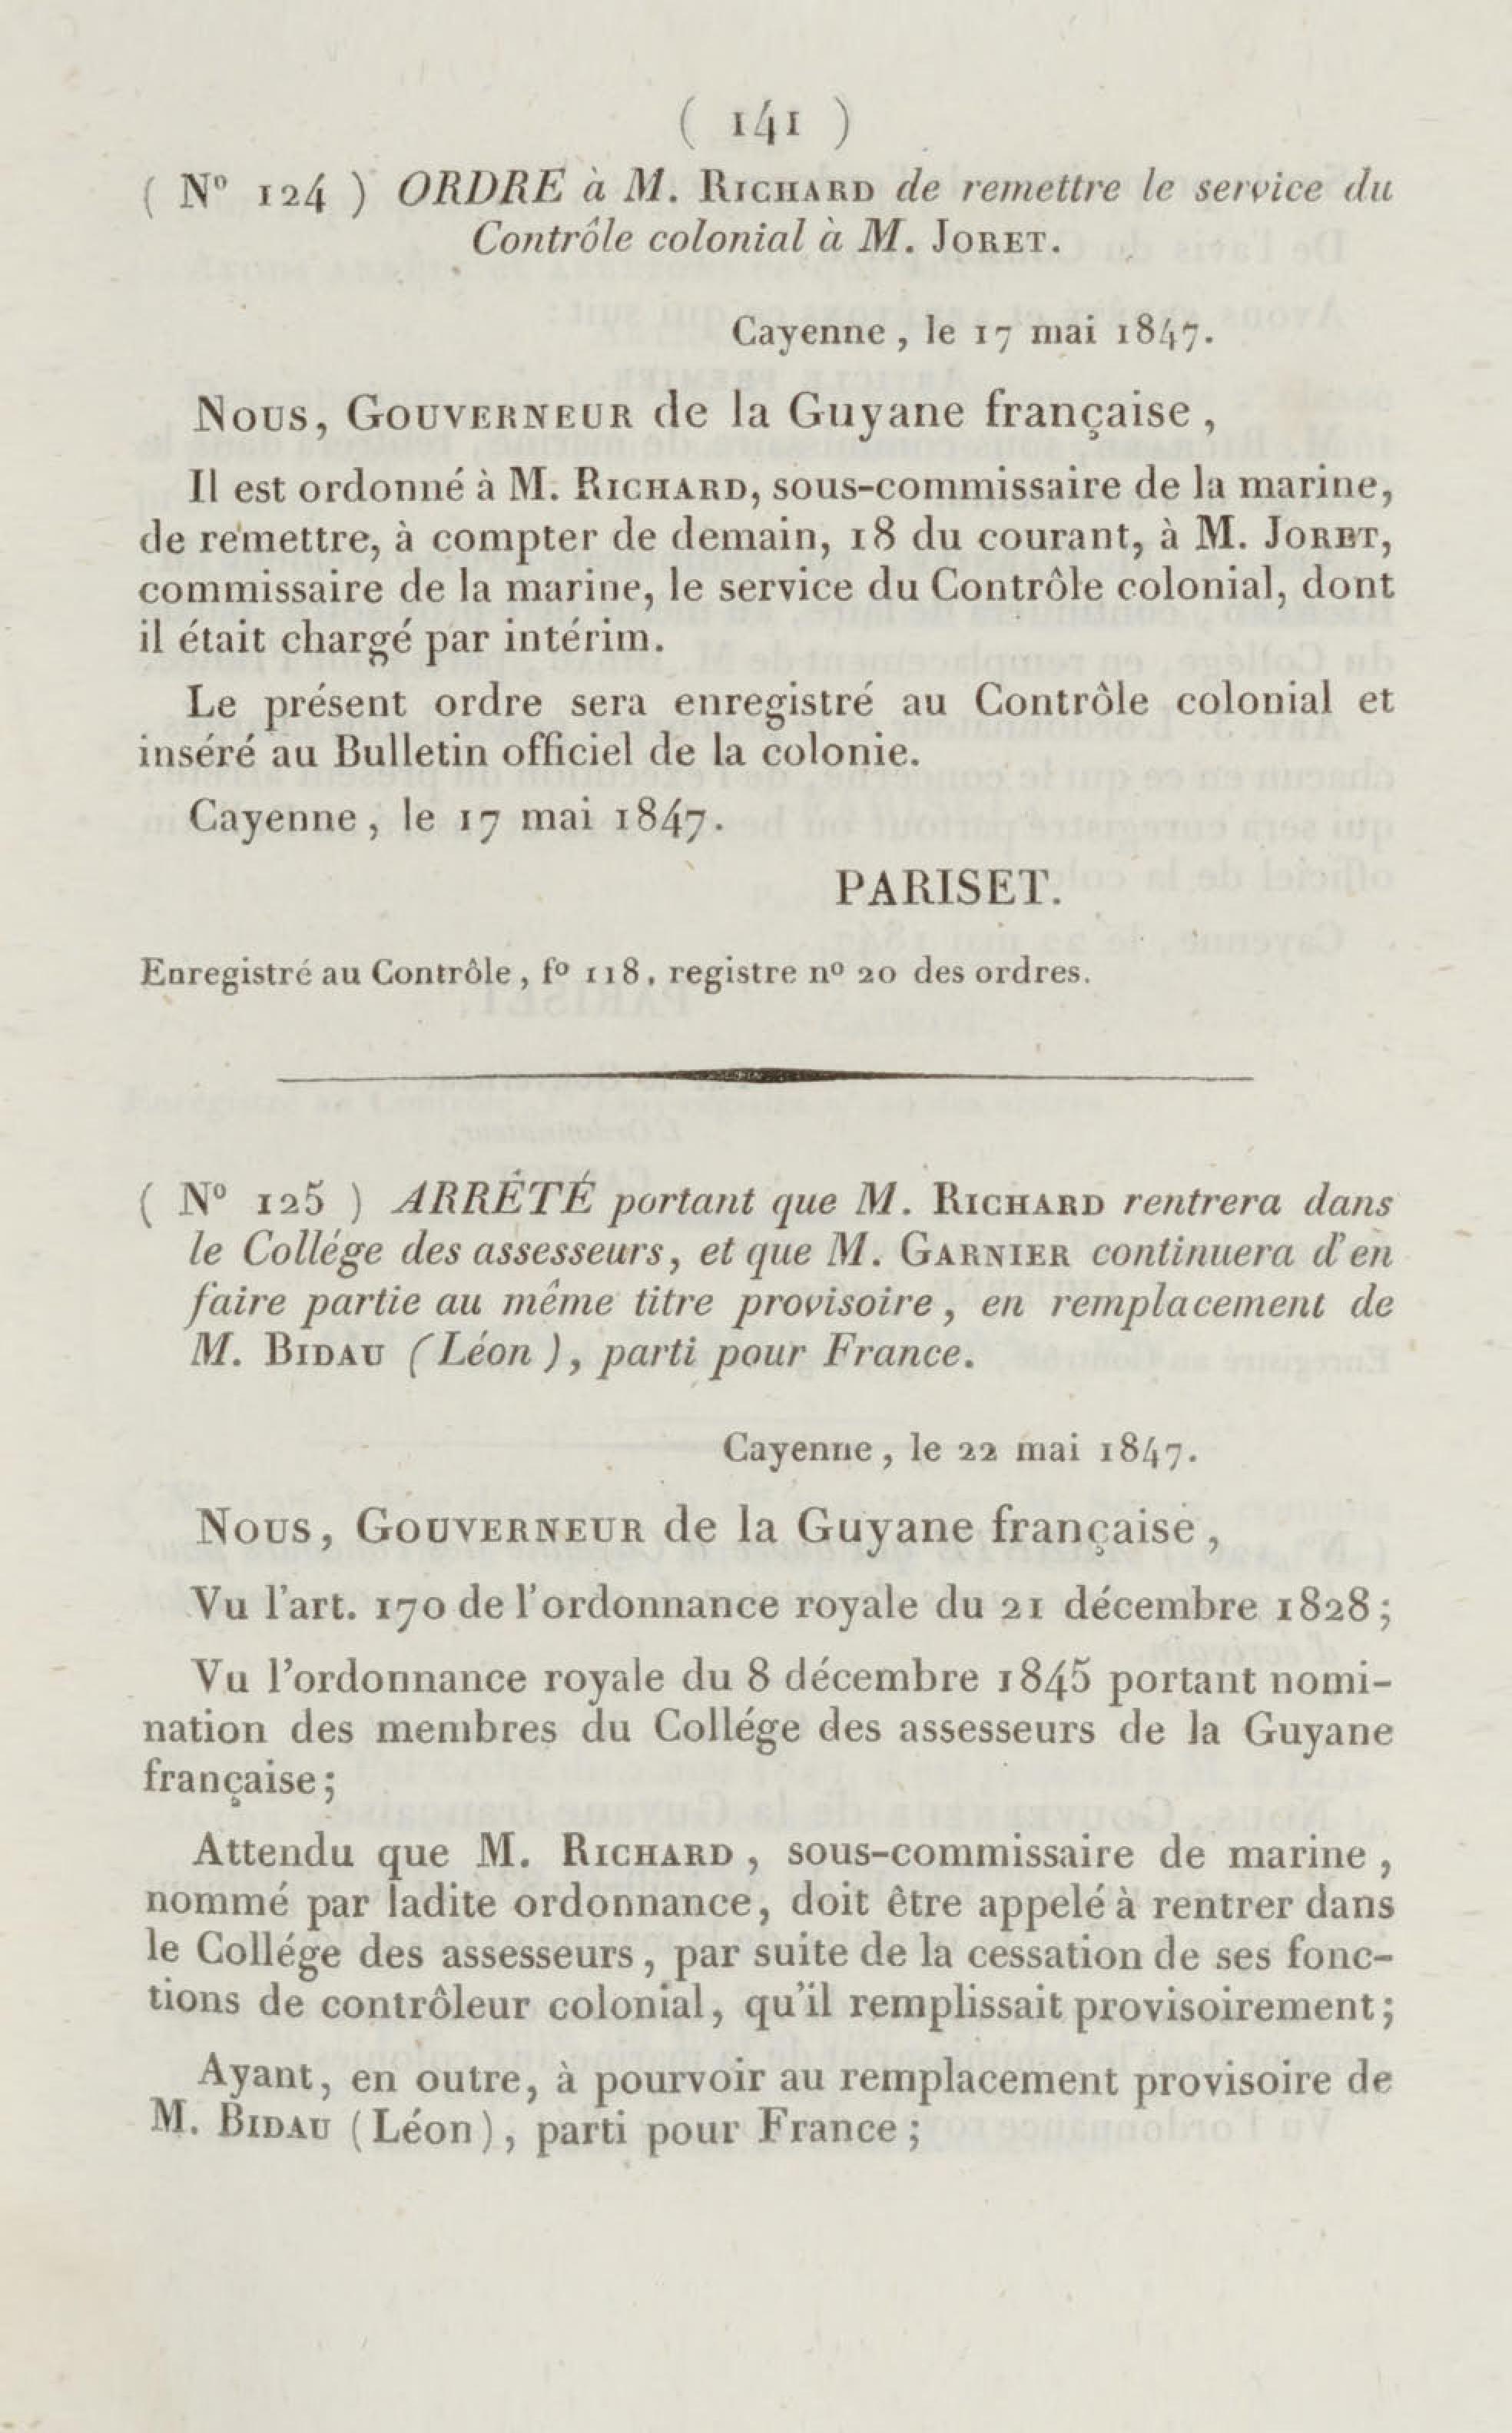 ( 141 )
( Nº 124 ) ORDRE à M. RICHARD de remettre le service du
Contrôle colonial à M. JORET.
Cayenne, le 17 mai 1847.
NOUS, GOUVERNEUR de la Guyane française,
Il est ordonné à M. RICHARD, sous-commissaire de la marine,
de remettre, à compter de demain, 18 du courant, à M. JORET,
commissaire de la marine, le service du Contrôle colonial, dont
il était chargé par intérim.
Le présent ordre sera enregistré au Contrôle colonial et
inséré au Bulletin officiel de la colonie.
Cayenne, le 17 mai 1847.
PARISET.
Enregistré au Contrôle, fº 118, registre nº 20 des ordres.
( Nº 125 ) ARRÊTÉ portant que M. RICHARD rentrera dans
le Collége des assesseurs, et que M. GARNIER continuera d'en
faire partie au même titre provisoire, en remplacement de
M. BIDAU (Léon), parti pour France.
Cayenne, le 22 mai 1847.
NOUS, GOUVERNEUR de la Guyane française,
Vu l'art. 170 de l'ordonnance royale du 21 décembre 1828;
Vu l'ordonnance royale du 8 décembre 1845 portant nomi-
nation des membres du Collége des assesseurs de la Guyane
française;
Attendu que M. RICHARD, sous-commissaire de marine,
nommé par ladite ordonnance, doit être appelé à rentrer dans
le Collége des assesseurs, par suite de la cessation de ses fonc-
tions de contrôleur colonial, qu'il remplissait provisoirement;
Ayant, en outre, à pourvoir au remplacement provisoire de
M. BIDAU (Léon), parti pour France;